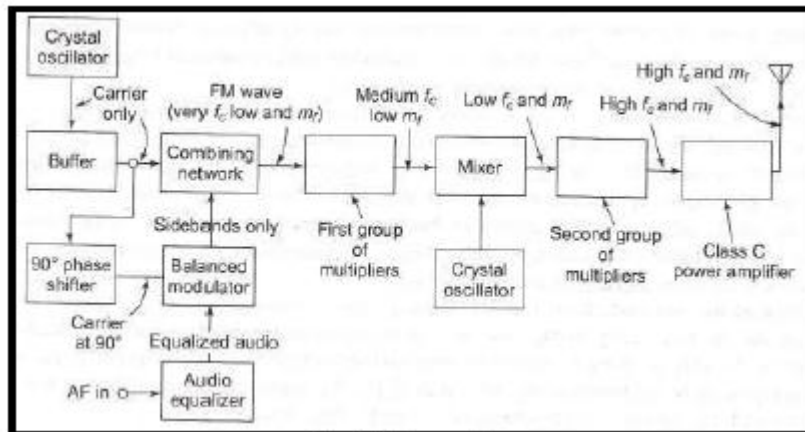 Crystal
oscillator
Carrier
only
FM wave
(very f_c low and m_f)
Medium f_c
low m_f
Low f_c and m_f
High f_c and m_f
High f_c and m_f
Buffer
Combining
network
Mixer
Sidebands only
First group
of multipliers
Second group
of multipliers
Class C
power amplifier
90° phase
shifter
Balanced
modulator
Crystal
oscillator
Carrier
at 90°
Equalized audio
AF in
Audio
equalizer